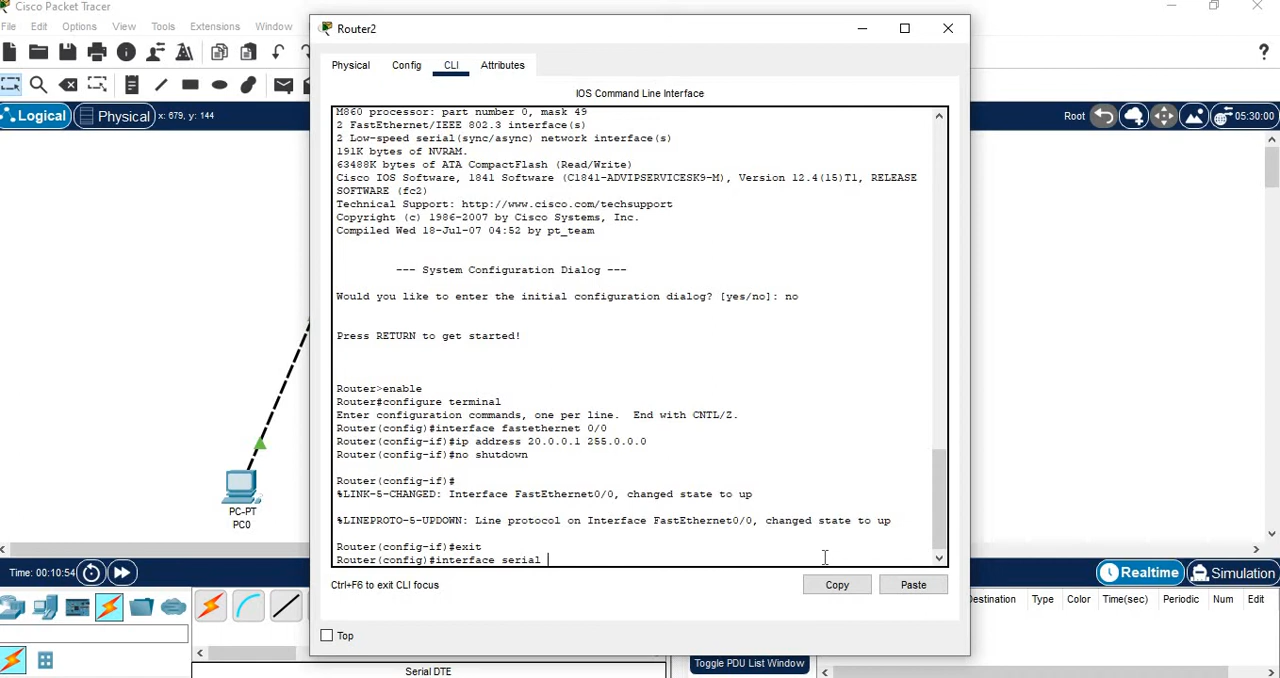 Cisco Packet Tracer
File Edit Options View Tools Extensions Window
Logical Physical x: 679, y: 144
Root 05:30:00
PC-PT
PC0
Router2
Physical Config CLI Attributes
IOS Command Line Interface
M860 processor: part number 0, mask 49
2 FastEthernet/IEEE 802.3 interface(s)
2 Low-speed serial(sync/async) network interface(s)
191K bytes of NVRAM.
63488K bytes of ATA CompactFlash (Read/Write)
Cisco IOS Software, 1841 Software (C1841-ADVIPSERVICESK9-M), Version 12.4(15)T1, RELEASE
SOFTWARE (fc2)
Technical Support: http://www.cisco.com/techsupport
Copyright (c) 1986-2007 by Cisco Systems, Inc.
Compiled Wed 18-Jul-07 04:52 by pt_team
--- System Configuration Dialog ---
Would you like to enter the initial configuration dialog? [yes/no]: no
Press RETURN to get started!
Router>enable
Router#configure terminal
Enter configuration commands, one per line. End with CNTL/Z.
Router(config)#interface fastethernet 0/0
Router(config-if)#ip address 20.0.0.1 255.0.0.0
Router(config-if)#no shutdown
Router(config-if)#
%LINK-5-CHANGED: Interface FastEthernet0/0, changed state to up
%LINEPROTO-5-UPDOWN: Line protocol on Interface FastEthernet0/0, changed state to up
Router(config-if)#exit
Router(config)#interface serial
Ctrl+F6 to exit CLI focus
Copy Paste
Top
Time: 00:10:54
Realtime Simulation
Serial DTE
Toggle PDU List Window
Destination Type Color Time(sec) Periodic Num Edit